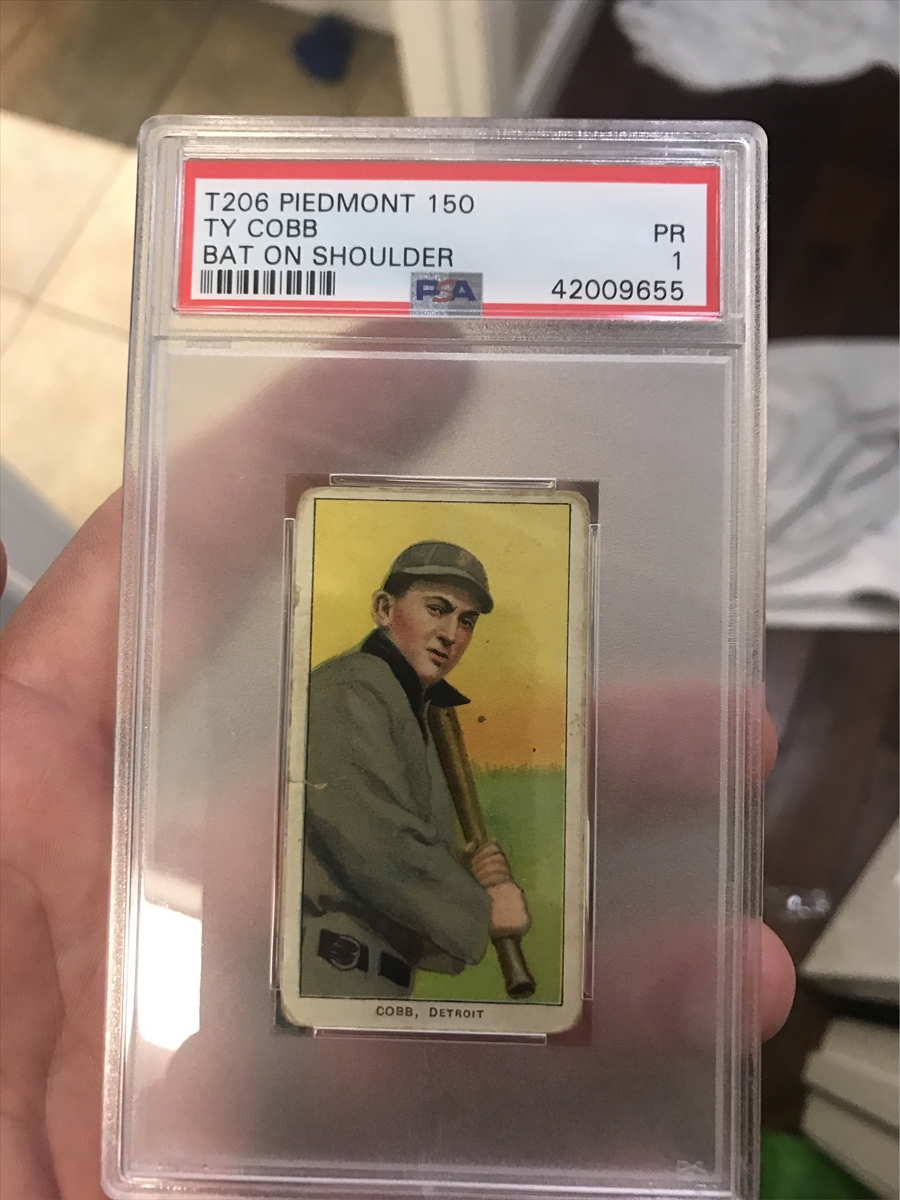 T206 PIEDMONT 150
TY COBB
PR
BAT ON SHOULDER
1
PSA
42009655
COBB, DETROIT